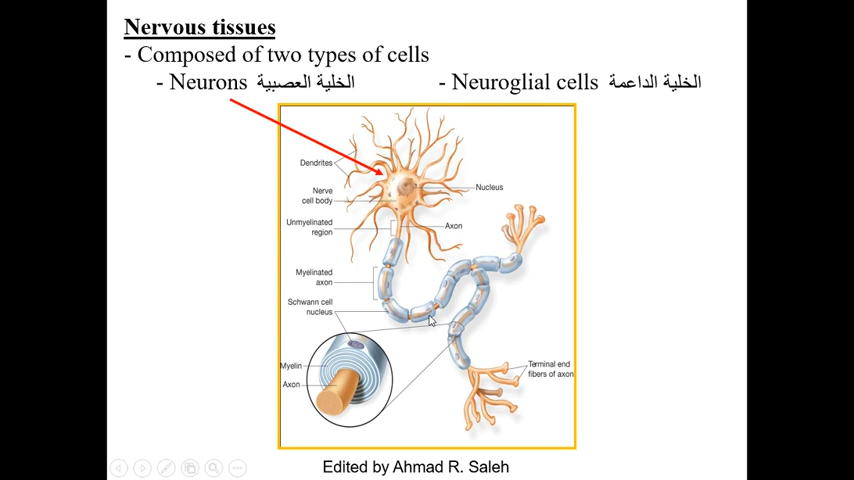 Nervous tissues
- Composed of two types of cells
- Neurons الخلية العصبية
- Neuroglial cells الخلية الداعمة
Dendrites
Nucleus
Nerve
cell body
Unmyelinated
region
Axon
Myelinated
axon
Schwann cell
nucleus
Myelin
Axon
Terminal end
fibers of axon
Edited by Ahmad R. Saleh